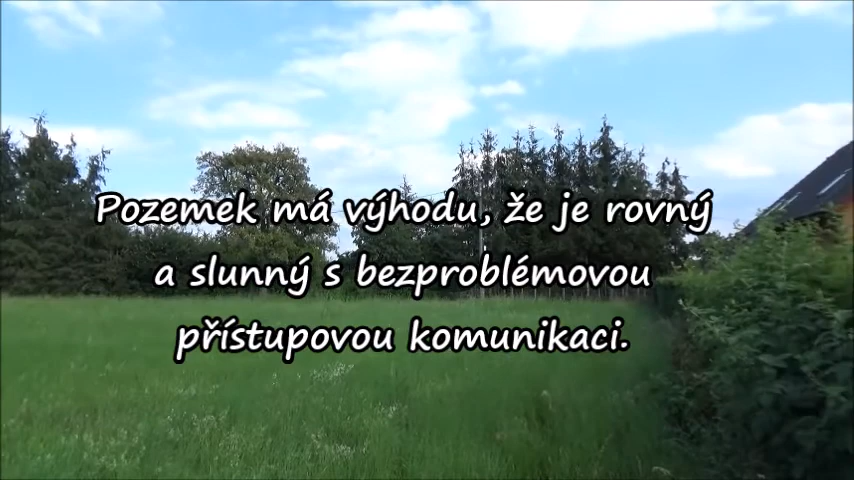 Pozemek má výhodu, že je rovný
a slunný s bezproblémovou
přístupovou komunikaci.